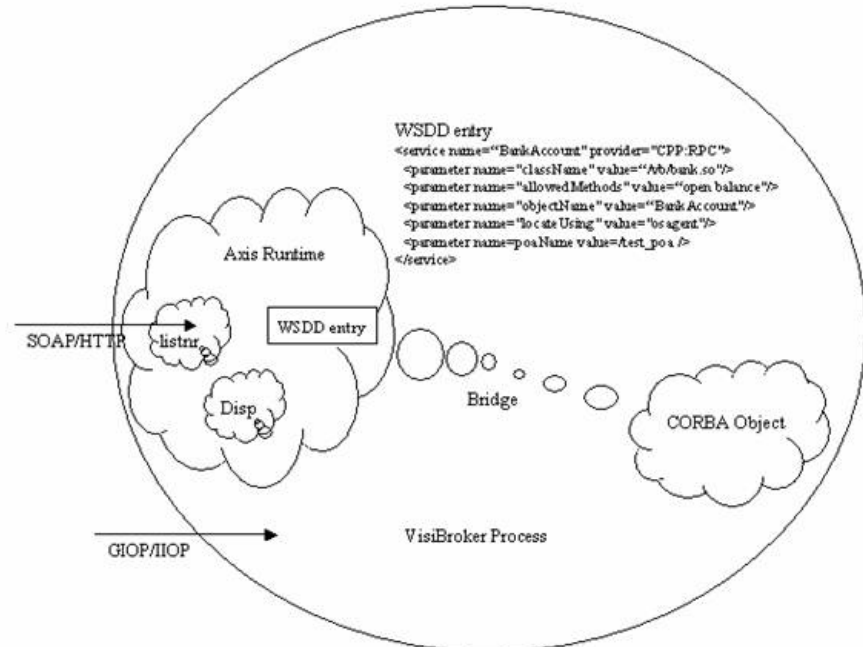 WSDD entry
<service name="BankAccount" provider="CPP:RPC">
<parameter name="className" value="/vb/bank.so"/>
<parameter name="allowedMethods" value="open balance"/>
<parameter name="objectName" value="BankAccount"/>
<parameter name="locateUsing" value="osagent"/>
<parameter name=poaName value=/test_poa />
</service>
Axis Runtime
WSDD entry
SOAP/HTTP
listnr
Disp
Bridge
CORBA Object
VisiBroker Process
GIOP/IIOP